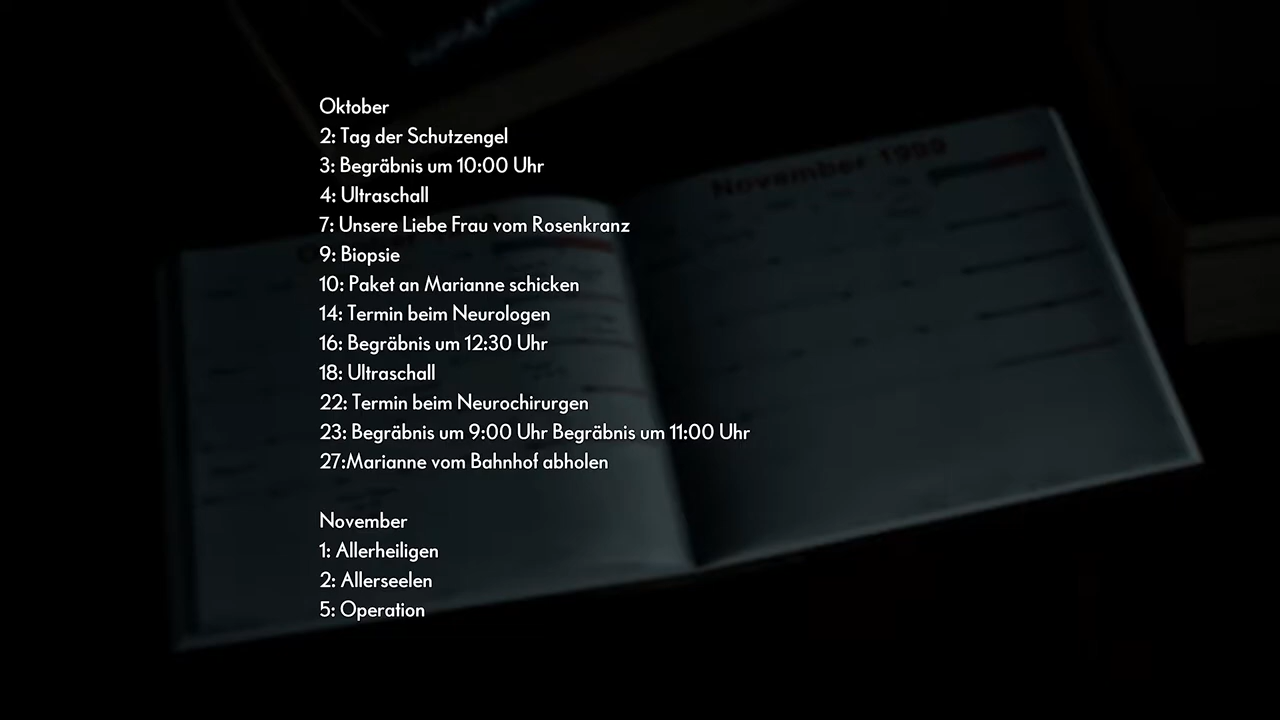 Oktober
2: Tag der Schutzengel
3: Begräbnis um 10:00 Uhr
4: Ultraschall
7: Unsere Liebe Frau vom Rosenkranz
9: Biopsie
10: Paket an Marianne schicken
14: Termin beim Neurologen
16: Begräbnis um 12:30 Uhr
18: Ultraschall
22: Termin beim Neurochirurgen
23: Begräbnis um 9:00 Uhr Begräbnis um 11:00 Uhr
27:Marianne vom Bahnhof abholen
November
1: Allerheiligen
2: Allerseelen
5: Operation
November 1999